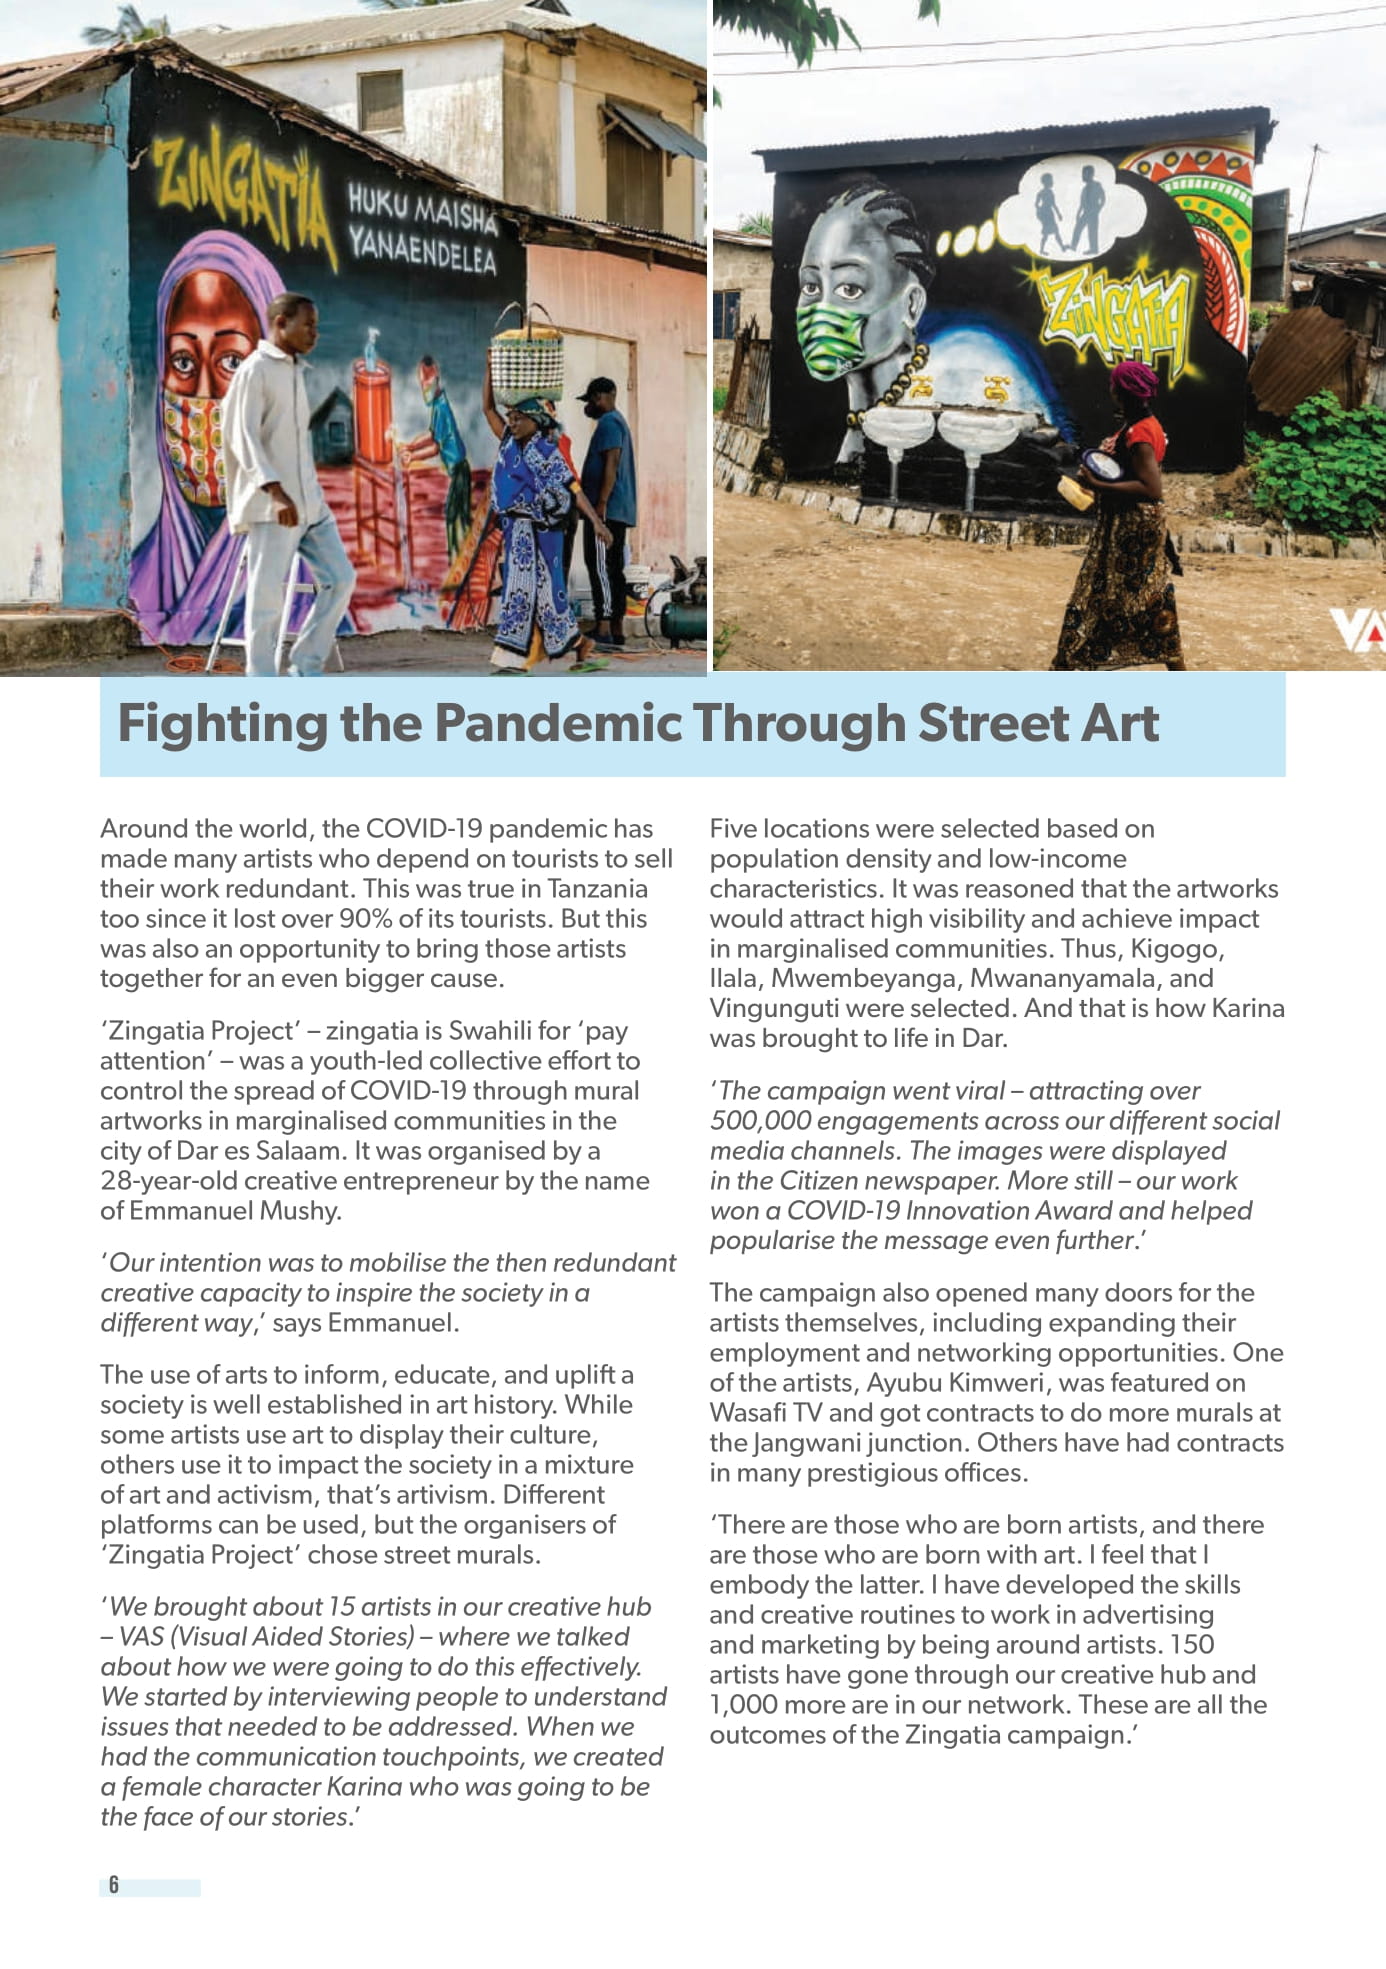 ZINGATIA
HUKU MAISHA
YANAENDELEA
ZINGATIA
VA
Fighting the Pandemic Through Street Art
Around the world, the COVID-19 pandemic has
made many artists who depend on tourists to sell
their work redundant. This was true in Tanzania
too since it lost over 90% of its tourists. But this
was also an opportunity to bring those artists
together for an even bigger cause.
‘Zingatia Project’ – zingatia is Swahili for ‘pay
attention’ – was a youth-led collective effort to
control the spread of COVID-19 through mural
artworks in marginalised communities in the
city of Dar es Salaam. It was organised by a
28-year-old creative entrepreneur by the name
of Emmanuel Mushy.
‘Our intention was to mobilise the then redundant
creative capacity to inspire the society in a
different way,’ says Emmanuel.
The use of arts to inform, educate, and uplift a
society is well established in art history. While
some artists use art to display their culture,
others use it to impact the society in a mixture
of art and activism, that’s artivism. Different
platforms can be used, but the organisers of
‘Zingatia Project’ chose street murals.
‘We brought about 15 artists in our creative hub
– VAS (Visual Aided Stories) – where we talked
about how we were going to do this effectively.
We started by interviewing people to understand
issues that needed to be addressed. When we
had the communication touchpoints, we created
a female character Karina who was going to be
the face of our stories.’
Five locations were selected based on
population density and low-income
characteristics. It was reasoned that the artworks
would attract high visibility and achieve impact
in marginalised communities. Thus, Kigogo,
Ilala, Mwembeyanga, Mwananyamala, and
Vingunguti were selected. And that is how Karina
was brought to life in Dar.
‘The campaign went viral – attracting over
500,000 engagements across our different social
media channels. The images were displayed
in the Citizen newspaper. More still – our work
won a COVID-19 Innovation Award and helped
popularise the message even further.’
The campaign also opened many doors for the
artists themselves, including expanding their
employment and networking opportunities. One
of the artists, Ayubu Kimweri, was featured on
Wasafi TV and got contracts to do more murals at
the Jangwani junction. Others have had contracts
in many prestigious offices.
‘There are those who are born artists, and there
are those who are born with art. I feel that I
embody the latter. I have developed the skills
and creative routines to work in advertising
and marketing by being around artists. 150
artists have gone through our creative hub and
1,000 more are in our network. These are all the
outcomes of the Zingatia campaign.’
6